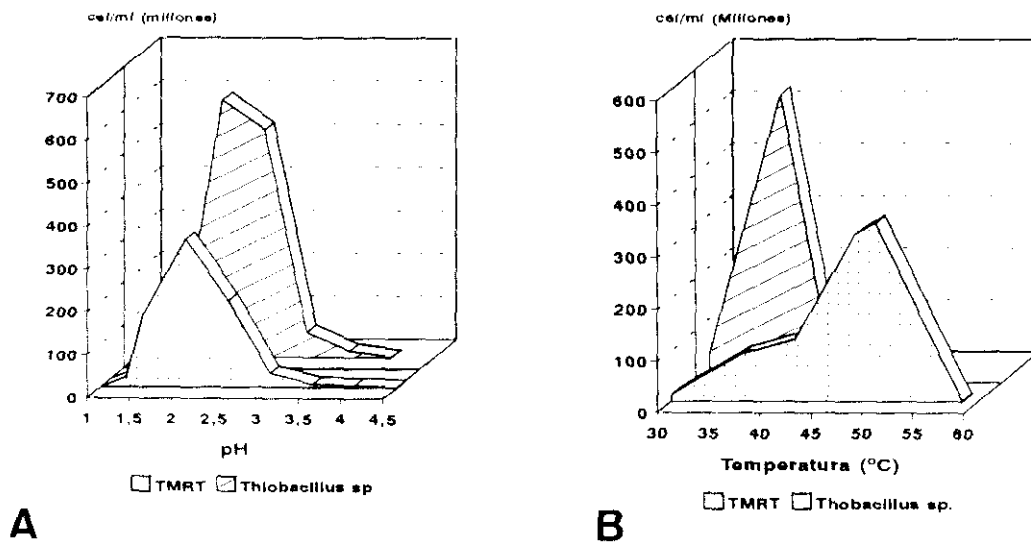 cel/ml (millones)
700
600
500
400
300
200
100
0
1 1,5 2 2,5 3 3,5 4 4,5
pH
TMRT Thiobacillus sp
A
cel/ml (Millones)
600
500
400
300
200
100
0
30 35 40 45 50 55 60
Temperatura (°C)
TMRT Thobacillus sp.
B